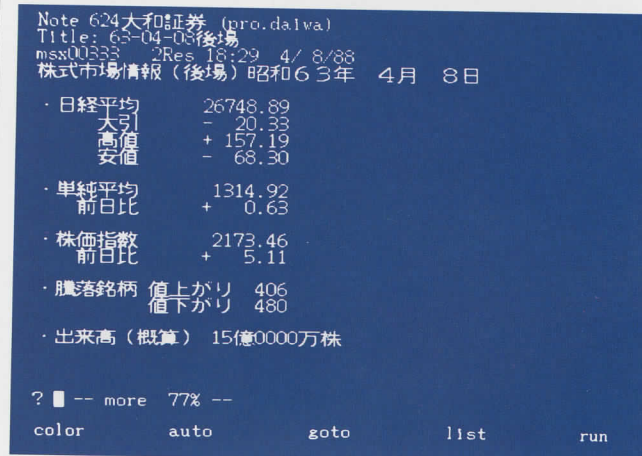 Note 624大和証券 (pro.daiwa)
Title: 63-04-08後場
msx00333 2Res 18:29 4/ 8/88
株式市場情報（後場）昭和63年 4月 8日
・日経平均 26748.89
大引 - 20.33
高値 + 157.19
安値 - 68.30
・単純平均 1314.92
前日比 + 0.63
・株価指数 2173.46
前日比 + 5.11
・騰落銘柄 値上がり 406
値下がり 480
・出来高（概算） 15億0000万株
? -- more 77% --
color auto goto list run